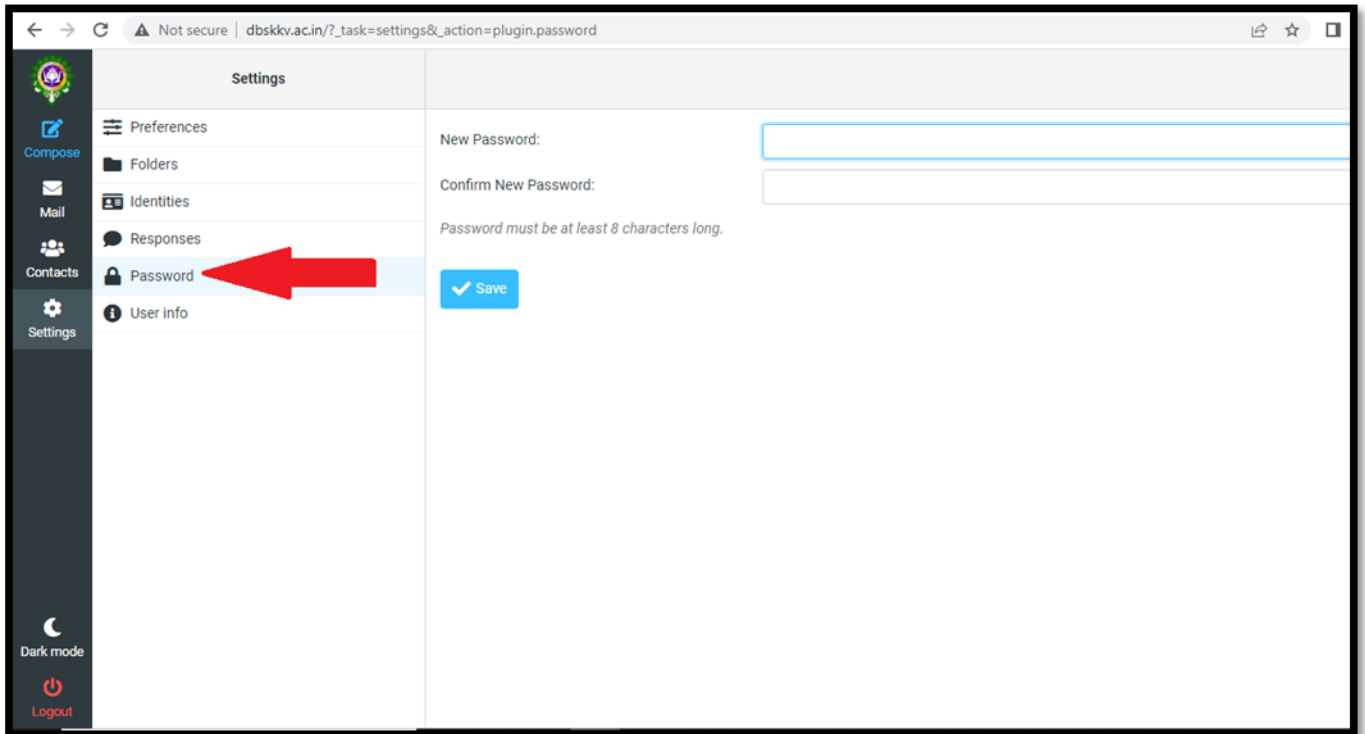 Not secure | dbskkv.ac.in/?_task=settings&_action=plugin.password
Settings
Compose
Mail
Contacts
Settings
Dark mode
Logout
Preferences
Folders
Identities
Responses
Password
User info
New Password:
Confirm New Password:
Password must be at least 8 characters long.
Save